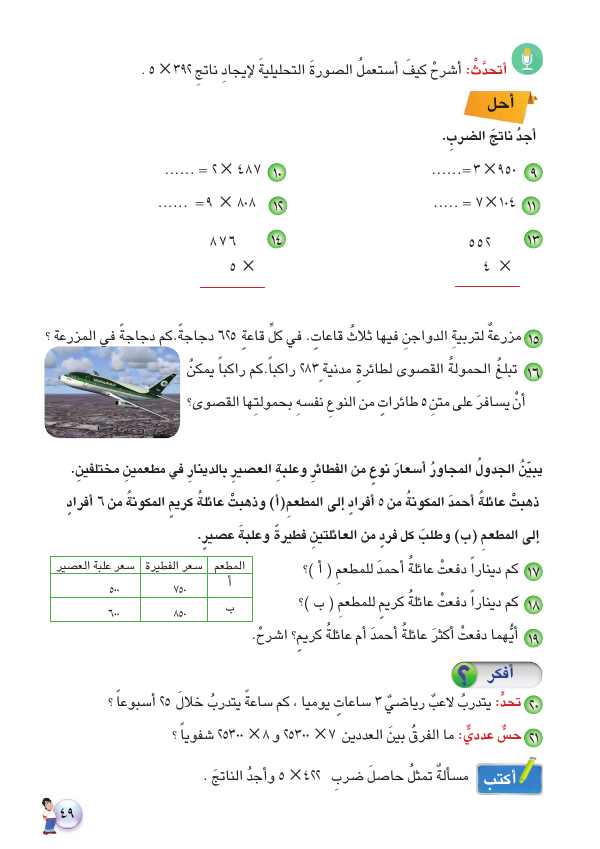 أتحدَّثْ: أشرحْ كيفَ أستعملُ الصورةَ التحليليةَ لإيجادِ ناتجِ ٣٩٢ × ٥ .
أحل
أجدُ ناتجَ الضربِ.
٩ ٩٥٠ × ٣ =......
١٠ ٤٨٧ × ٢ = ......
١١ ١٠٤ × ٧ = .....
١٢ ٨٠٨ × ٩ = ......
١٣ ٥٥٢
× ٤
١٤ ٨٧٦
× ٥
١٥ مزرعةٌ لتربيةِ الدواجنِ فيها ثلاثُ قاعاتٍ. في كلِّ قاعةٍ ٦٢٥ دجاجةً.كم دجاجةً في المزرعة ؟
١٦ تبلغُ الحمولةُ القصوى لطائرةٍ مدنيةٍ ٢٨٣ راكباً.كم راكباً يمكنُ
أنْ يسافرَ على متنِ ٥ طائراتٍ من النوعِ نفسهِ بحمولتِها القصوى؟
يبيّنُ الجدولُ المجاورُ أسعارَ نوعٍ من الفطائرِ وعلبةِ العصيرِ بالدينارِ في مطعمينِ مختلفينِ.
ذهبتْ عائلةُ أحمدَ المكونةُ من ٥ أفرادٍ إلى المطعمِ(أ) وذهبتْ عائلةُ كريمٍ المكونةُ من ٦ أفرادٍ
إلى المطعمِ (ب) وطلبَ كل فردٍ من العائلتينِ فطيرةً وعلبةَ عصيرٍ.
المطعم سعر الفطيرة سعر علبة العصير
أ ٧٥٠ ٥٠٠
ب ٨٥٠ ٦٠٠
١٧ كم ديناراً دفعتْ عائلةُ أحمدَ للمطعمِ ( أ )؟
١٨ كم ديناراً دفعتْ عائلةُ كريمٍ للمطعمِ ( ب )؟
١٩ أيُّهما دفعتْ أكثرَ عائلةُ أحمدَ أم عائلةُ كريمٍ؟ اشرحْ.
أفكر ؟
٢٠ تحدٍّ: يتدربُ لاعبٌ رياضيٌّ ٣ ساعاتٍ يوميا ، كم ساعةً يتدربُ خلالَ ٢٥ أسبوعاً ؟
٢١ حسٌّ عدديٌّ: ما الفرقُ بينَ العددين ٧ × ٢٥٣٠٠ و ٨ × ٢٥٣٠٠ شفوياً ؟
أكتب مسألةً تمثلُ حاصلَ ضربِ ٤٢٢ × ٥ وأجدُ الناتجَ .
٤٩